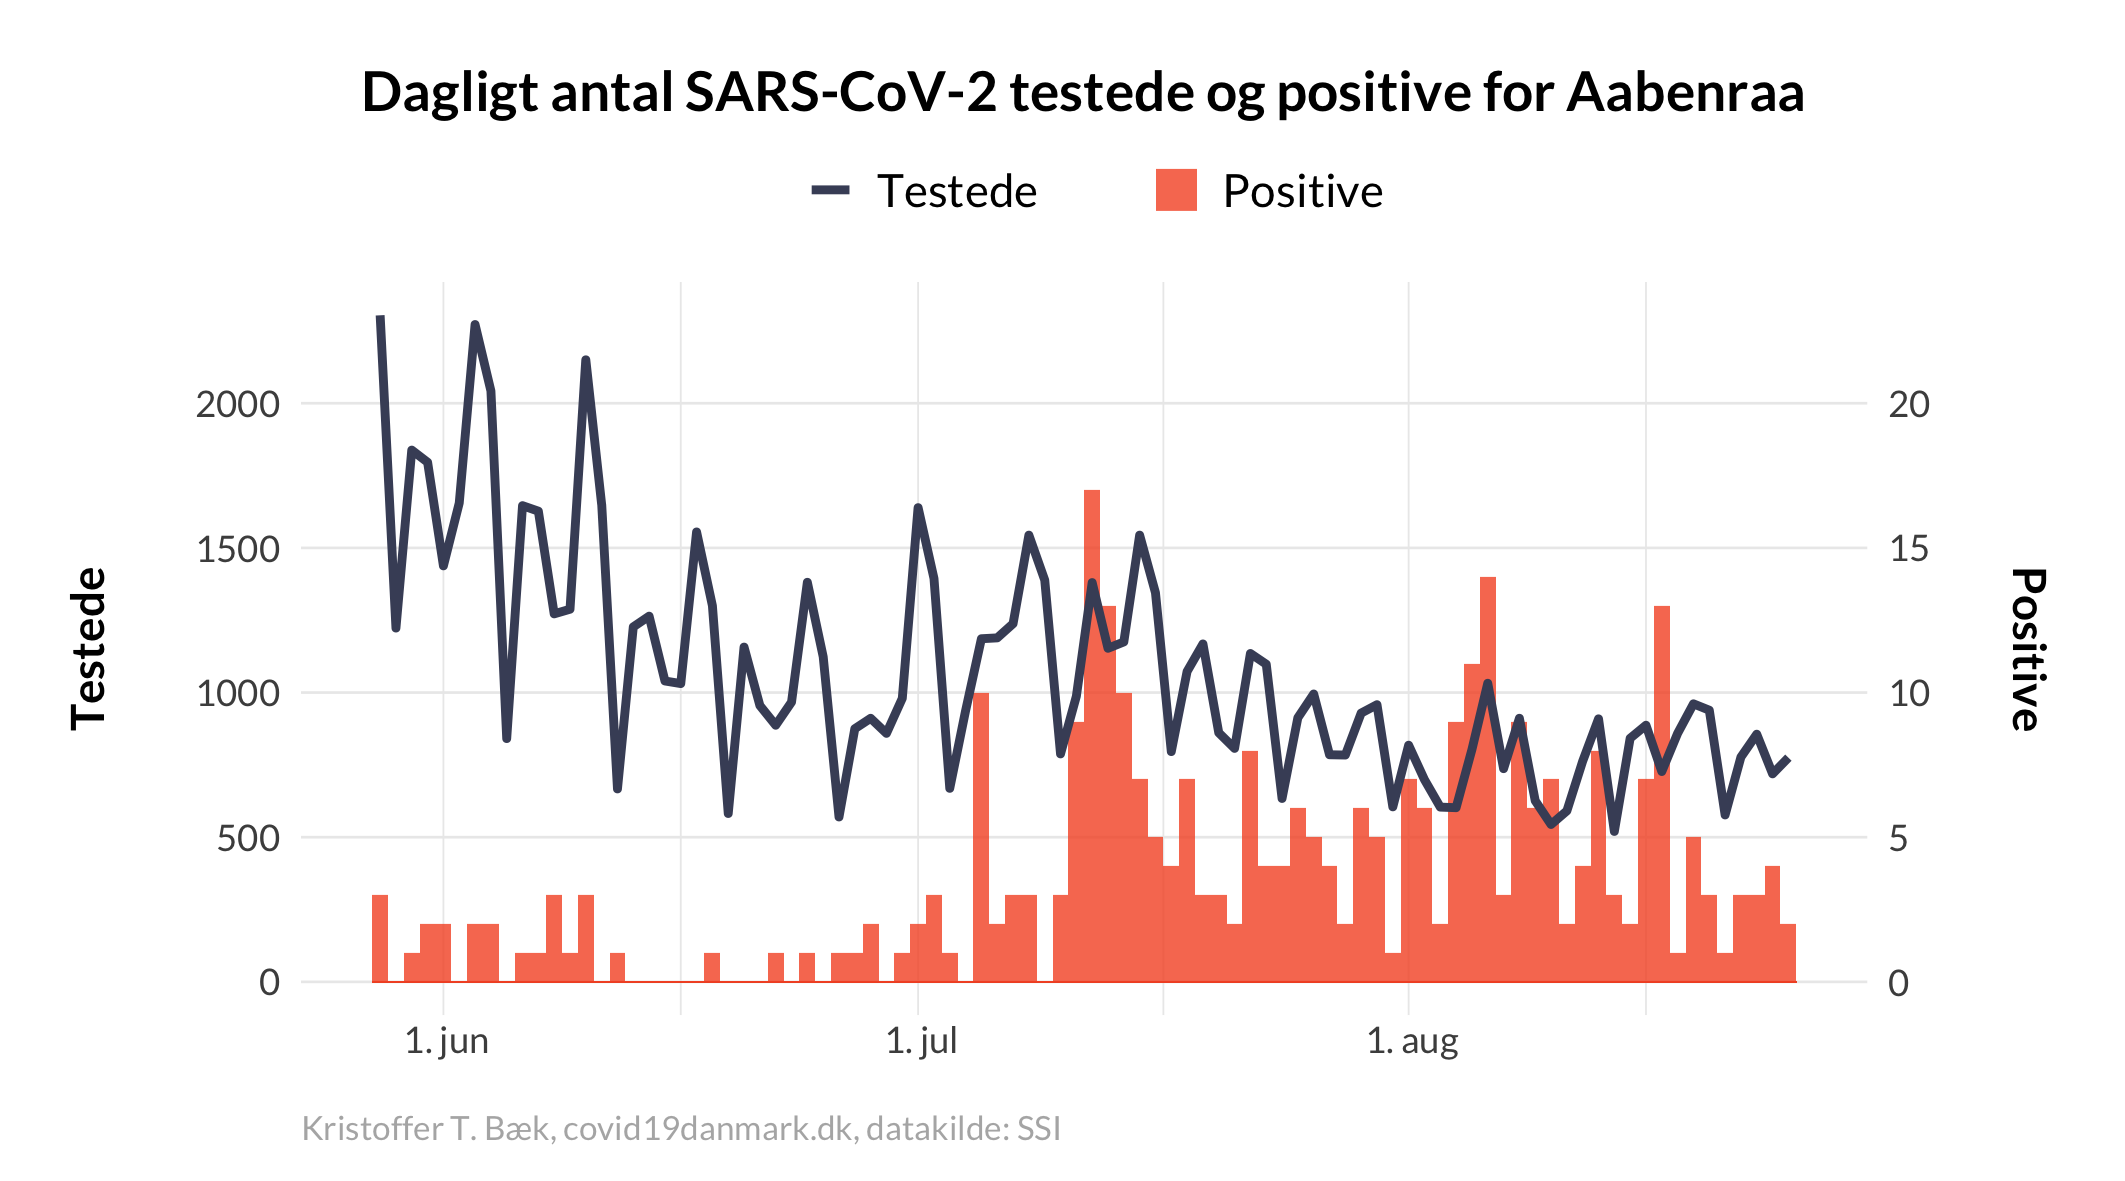 Dagligt antal SARS-CoV-2 testede og positive for Aabenraa
Testede Positive
2000 20
1500 15
1000 10
500 5
0 0
Testede
Positive
1. jun 1. jul 1. aug
Kristoffer T. Bæk, covid19danmark.dk, datakilde: SSI